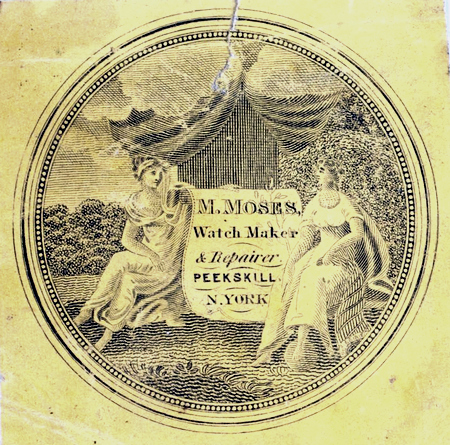 M. MOSES,
Watch Maker
& Repairer
PEEKSKILL.
N. YORK